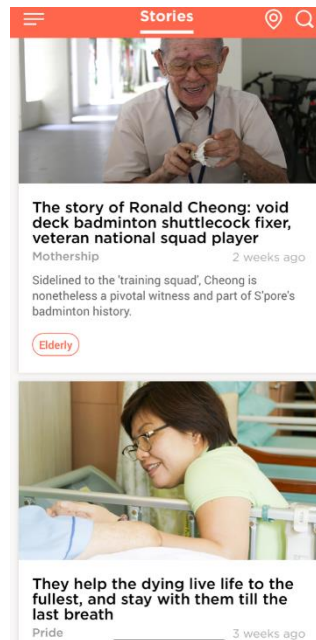 Stories
The story of Ronald Cheong: void
deck badminton shuttlecock fixer,
veteran national squad player
Mothership 2 weeks ago
Sidelined to the 'training squad', Cheong is
nonetheless a pivotal witness and part of S'pore's
badminton history.
Elderly
They help the dying live life to the
fullest, and stay with them till the
last breath
Pride 3 weeks ago